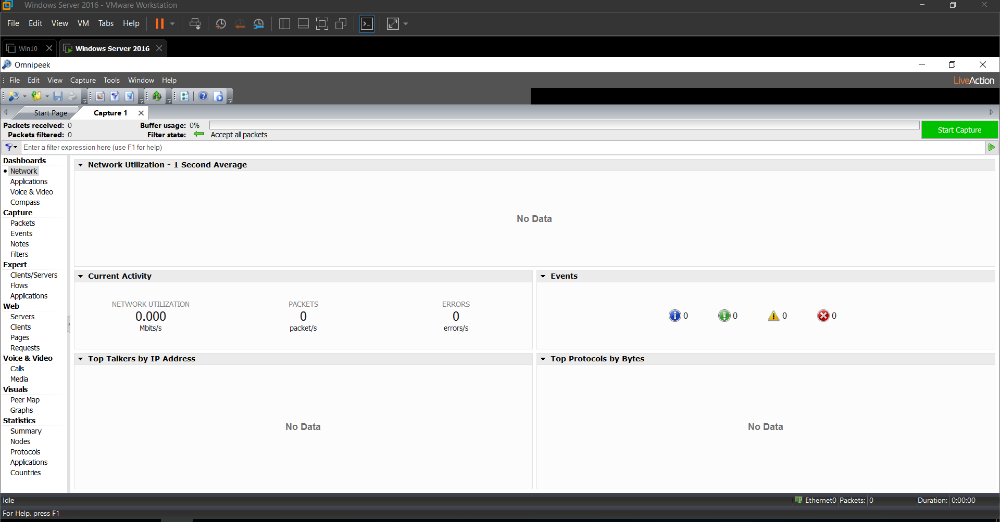 Windows Server 2016 - VMware Workstation
File Edit View VM Tabs Help
Win10 Windows Server 2016
Omnipeek
File Edit View Capture Tools Window Help LiveAction
Start Page Capture 1
Packets received: 0 Buffer usage: 0%
Packets filtered: 0 Filter state: Accept all packets
Start Capture
Enter a filter expression here (use F1 for help)
Dashboards
Network
Applications
Voice & Video
Compass
Capture
Packets
Events
Notes
Filters
Expert
Clients/Servers
Flows
Applications
Web
Servers
Clients
Pages
Requests
Voice & Video
Calls
Media
Visuals
Peer Map
Graphs
Statistics
Summary
Nodes
Protocols
Applications
Countries
Network Utilization - 1 Second Average
No Data
Current Activity
NETWORK UTILIZATION PACKETS ERRORS
0.000 0 0
Mbits/s packet/s errors/s
Events
0 0 0 0
Top Talkers by IP Address
No Data
Top Protocols by Bytes
No Data
Idle Ethernet0 Packets: 0 Duration: 0:00:00
For Help, press F1